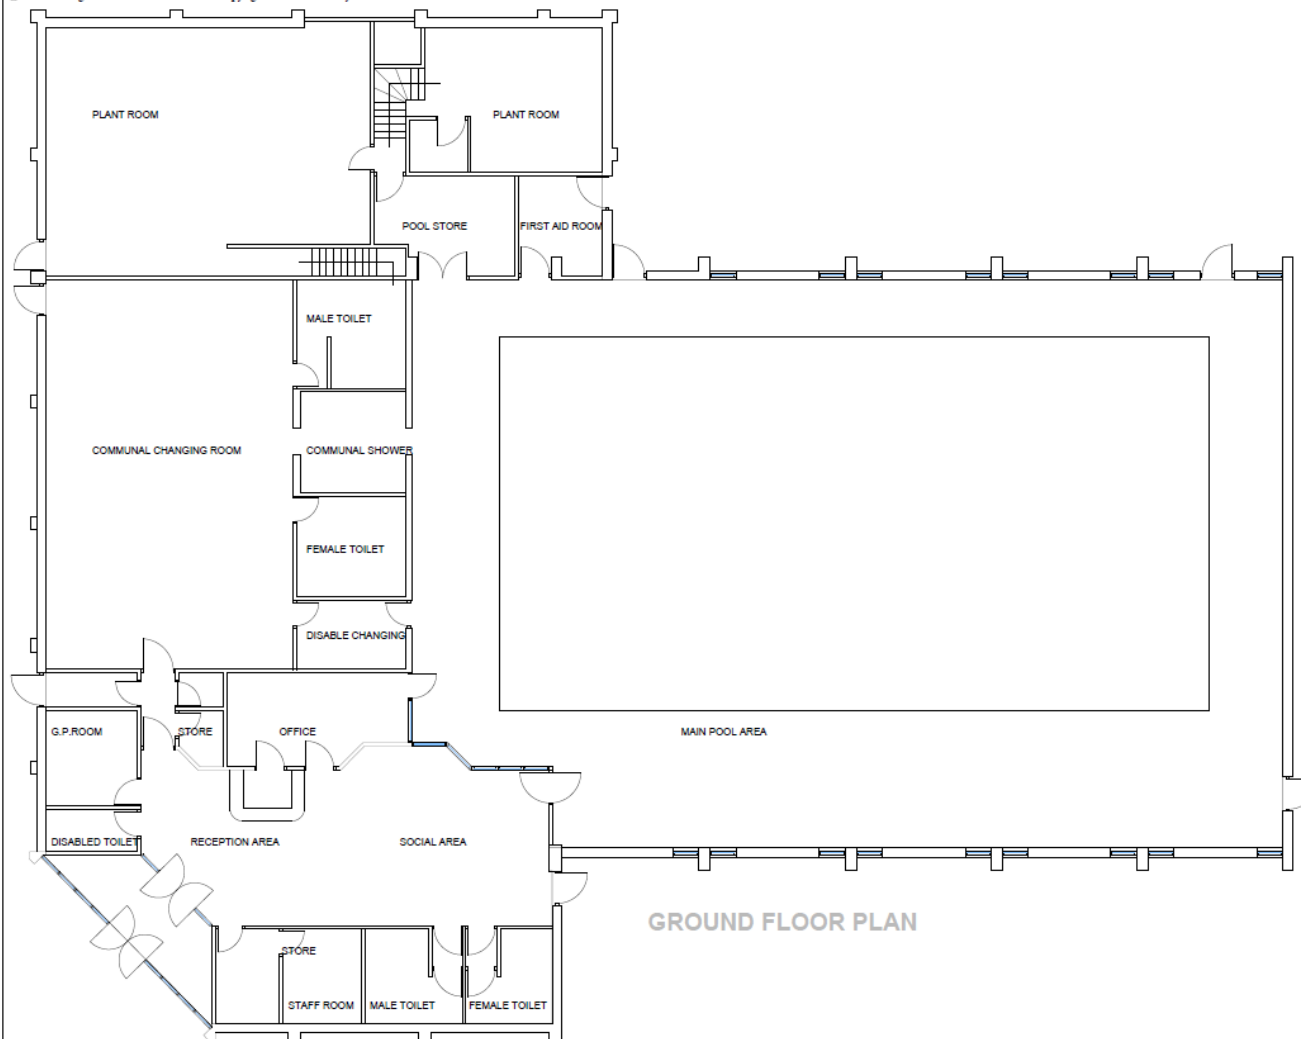 PLANT ROOM
PLANT ROOM
POOL STORE
FIRST AID ROOM
MALE TOILET
COMMUNAL CHANGING ROOM
COMMUNAL SHOWER
FEMALE TOILET
DISABLE CHANGING
G.P.ROOM
STORE
OFFICE
MAIN POOL AREA
DISABLED TOILET
RECEPTION AREA
SOCIAL AREA
GROUND FLOOR PLAN
STORE
STAFF ROOM
MALE TOILET
FEMALE TOILET